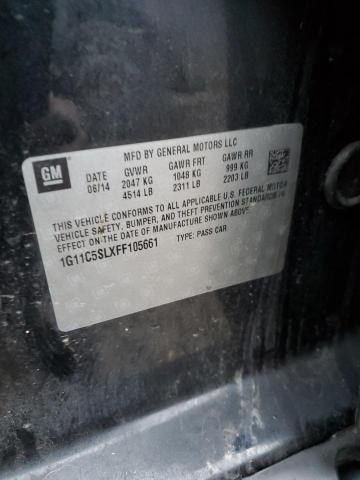 MFD BY GENERAL MOTORS LLC
GM
DATE GVWR GAWR FRT GAWR RR
06/14 2047 KG 1048 KG 999 KG
4514 LB 2311 LB 2203 LB
THIS VEHICLE CONFORMS TO ALL APPLICABLE U.S. FEDERAL MOTOR
VEHICLE SAFETY, BUMPER, AND THEFT PREVENTION STANDARDS IN
EFFECT ON THE DATE OF MANUFACTURE SHOWN ABOVE.
1G11C5SLXFF105661 TYPE: PASS CAR